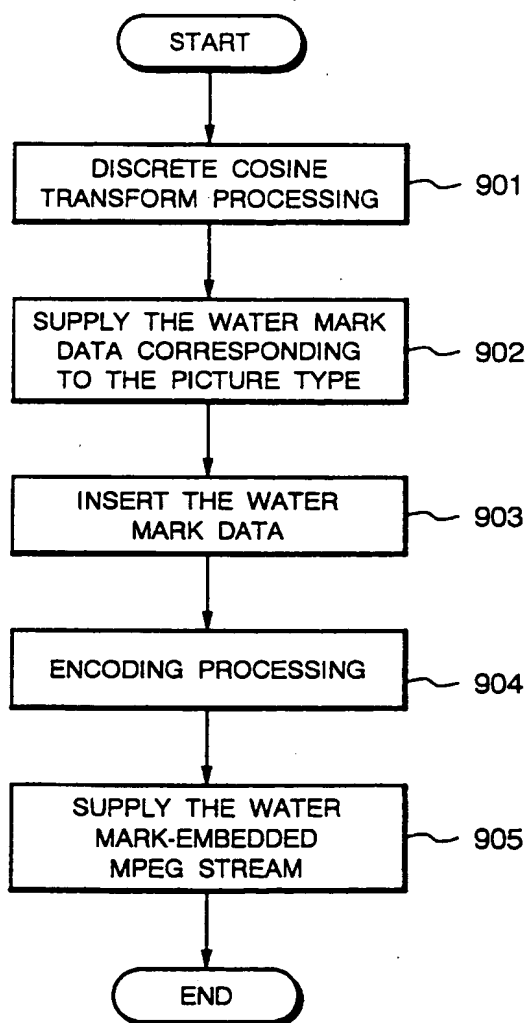 START
DISCRETE COSINE
TRANSFORM PROCESSING
901
SUPPLY THE WATER MARK
DATA CORRESPONDING
TO THE PICTURE TYPE
902
INSERT THE WATER
MARK DATA
903
ENCODING PROCESSING
904
SUPPLY THE WATER
MARK-EMBEDDED
MPEG STREAM
905
END